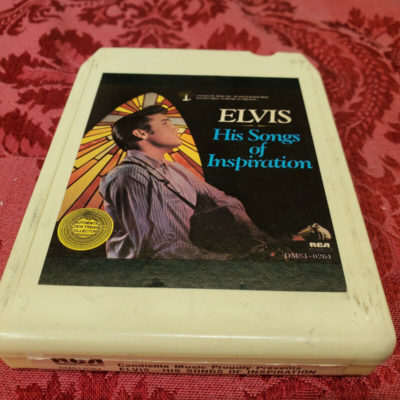 ELVIS
His Songs
of
Inspiration
RCA
DMS1-0264
RCA
Candlelite Music Proudly Presents
ELVIS—HIS SONGS OF INSPIRATION